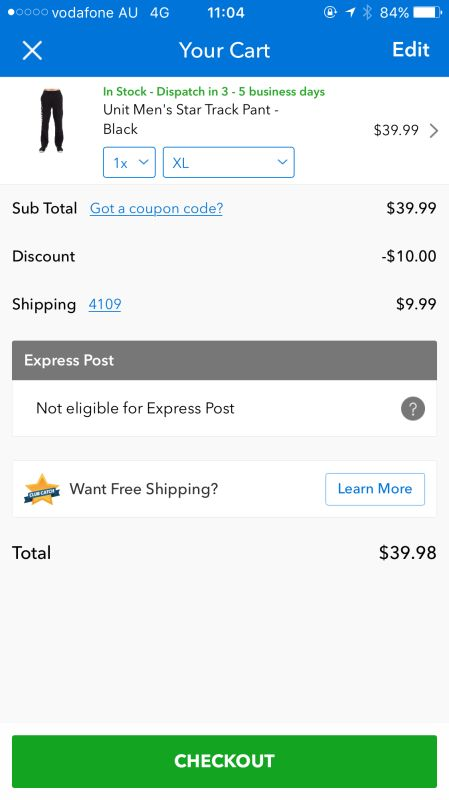 vodafone AU 4G 11:04 84%
Your Cart Edit
In Stock - Dispatch in 3 - 5 business days
Unit Men's Star Track Pant -
Black
$39.99
1x XL
Sub Total Got a coupon code? $39.99
Discount -$10.00
Shipping 4109 $9.99
Express Post
Not eligible for Express Post ?
CLUB CATCH Want Free Shipping? Learn More
Total $39.98
CHECKOUT